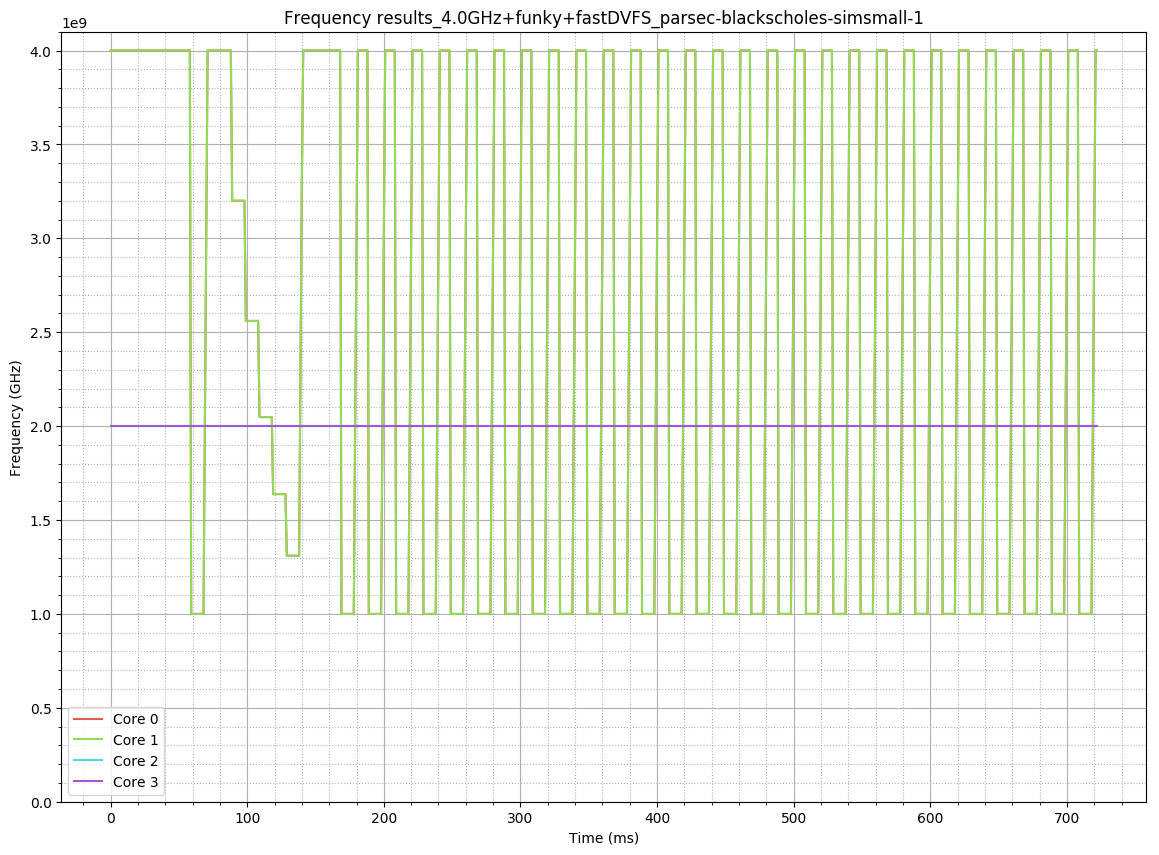 Frequency results_4.0GHz+funky+fastDVFS_parsec-blackscholes-simsmall-1
1e9
4.0
3.5
3.0
2.5
2.0
1.5
1.0
0.5
0.0
Frequency (GHz)
Core 0
Core 1
Core 2
Core 3
0 100 200 300 400 500 600 700
Time (ms)